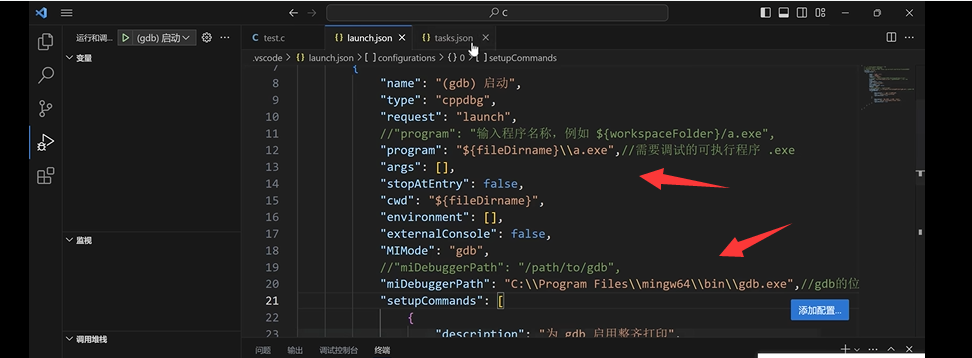 C
运行和调... (gdb) 启动
test.c launch.json tasks.json
变量
.vscode > launch.json > [ ] configurations > { } 0 > [ ] setupCommands
7 {
8 "name": "(gdb) 启动",
9 "type": "cppdbg",
10 "request": "launch",
11 //"program": "输入程序名称，例如 ${workspaceFolder}/a.exe",
12 "program": "${fileDirname}\\a.exe",//需要调试的可执行程序 .exe
13 "args": [],
14 "stopAtEntry": false,
15 "cwd": "${fileDirname}",
16 "environment": [],
17 "externalConsole": false,
18 "MIMode": "gdb",
19 //"miDebuggerPath": "/path/to/gdb",
20 "miDebuggerPath": "C:\\Program Files\\mingw64\\bin\\gdb.exe",//gdb的位
21 "setupCommands": [
22 {
23 "description": "为 gdb 启用整齐打印",
监视
添加配置...
调用堆栈
问题 输出 调试控制台 终端